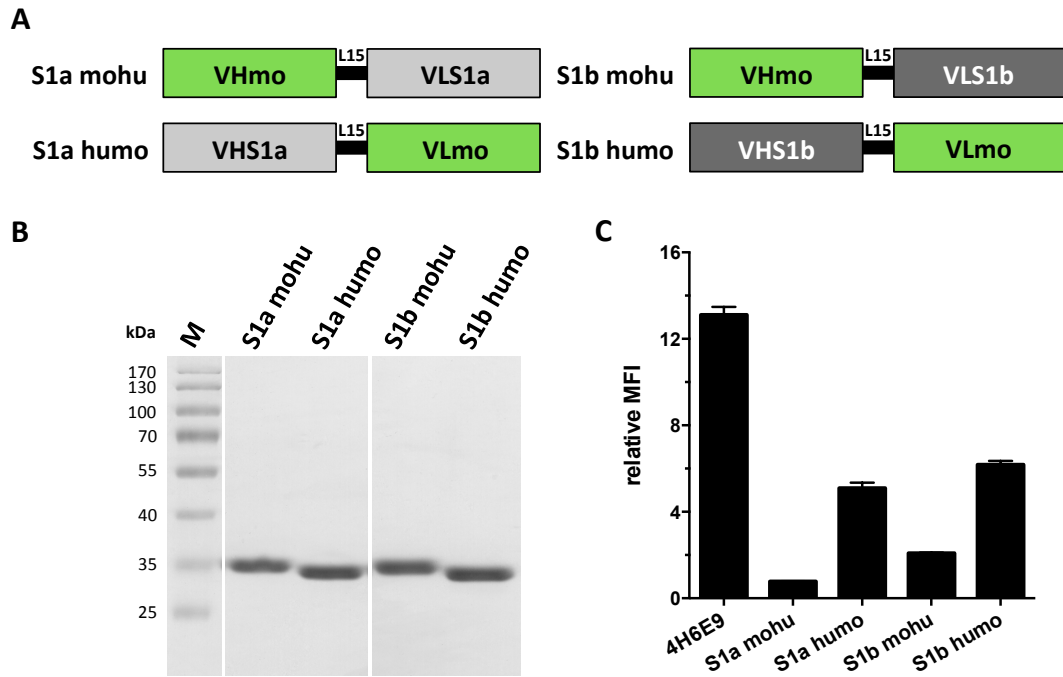 A
S1a mohu VHmo L15 VLS1a
S1b mohu VHmo L15 VLS1b
S1a humo VHS1a L15 VLmo
S1b humo VHS1b L15 VLmo
B
kDa M S1a mohu S1a humo S1b mohu S1b humo
170
130
100
70
55
40
35
25
C
relative MFI
16
12
8
4
0
4H6E9 S1a mohu S1a humo S1b mohu S1b humo